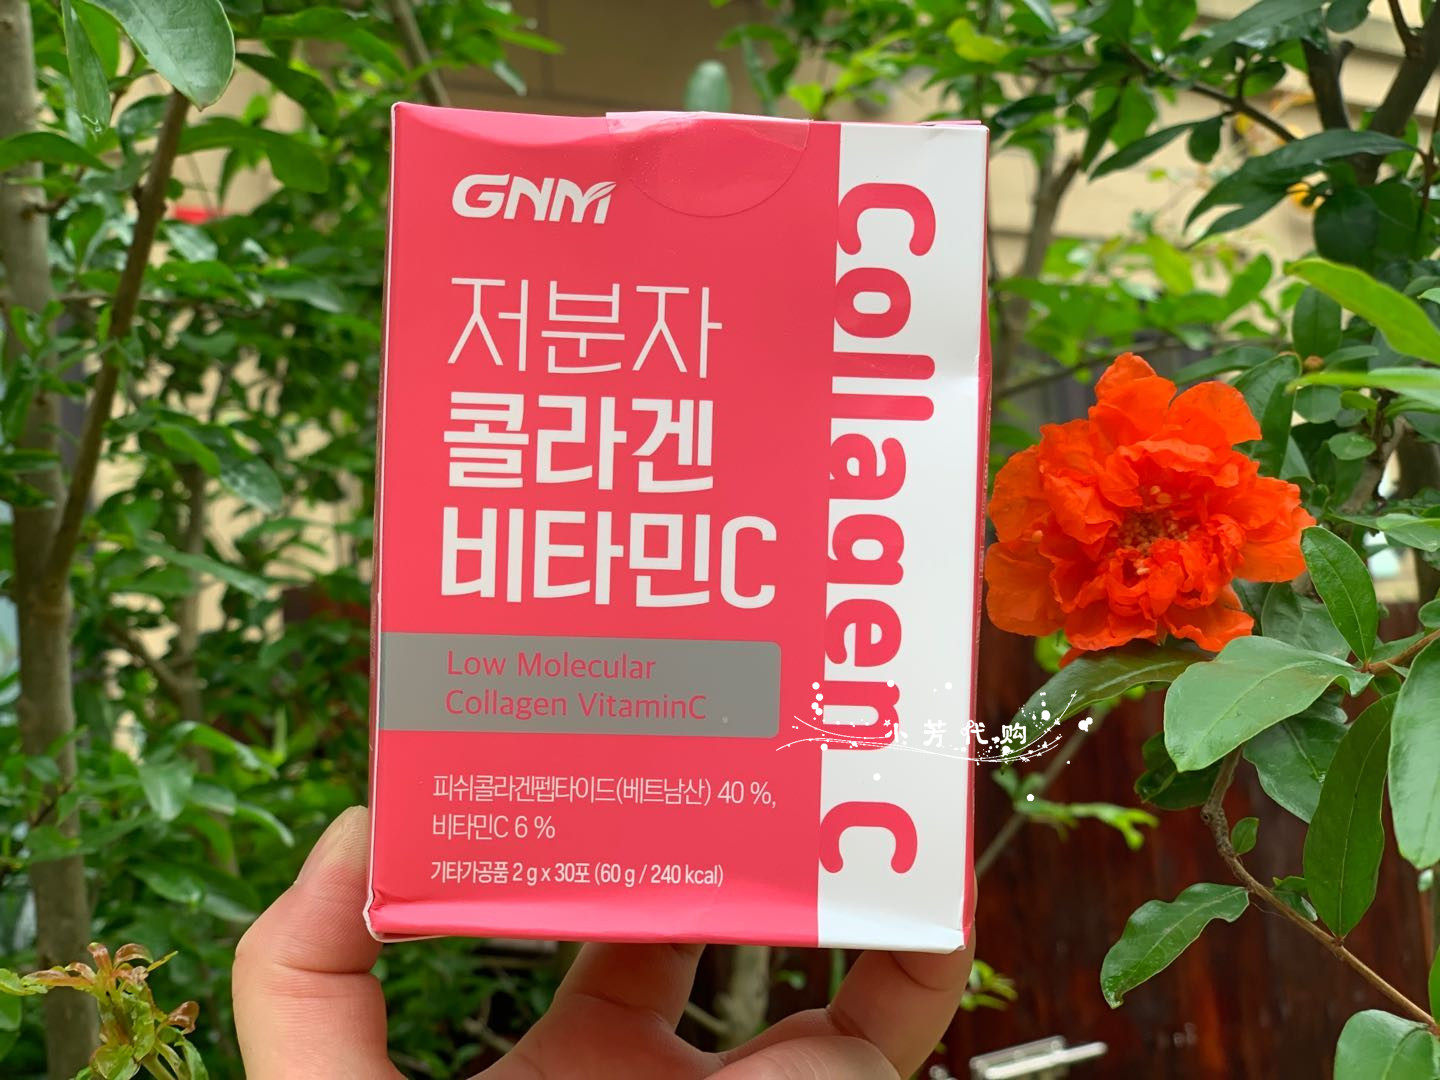 GNM
저분자
콜라겐
비타민C
Low Molecular
Collagen VitaminC
피쉬콜라겐펩타이드(베트남산) 40 %,
비타민C 6 %
기타가공품 2 g x 30포 (60 g / 240 kcal)
Collagen C
小芳代购